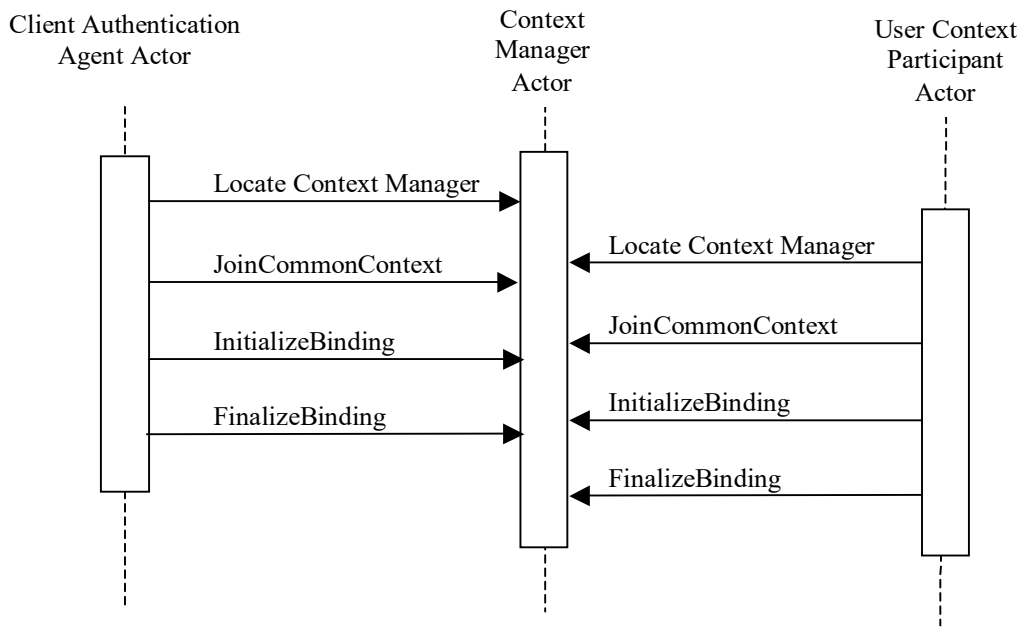 Client Authentication
Agent Actor
Context
Manager
Actor
User Context
Participant
Actor
Locate Context Manager
Locate Context Manager
JoinCommonContext
JoinCommonContext
InitializeBinding
InitializeBinding
FinalizeBinding
FinalizeBinding